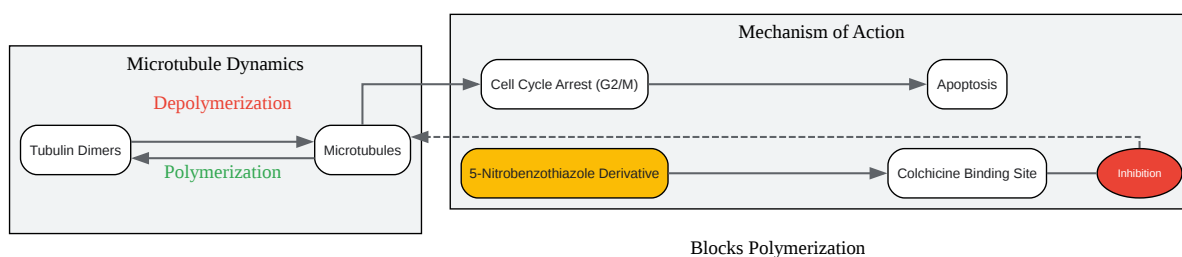 Mechanism of Action
Microtubule Dynamics
Cell Cycle Arrest (G2/M)
Apoptosis
Depolymerization
Tubulin Dimers
Microtubules
Polymerization
5-Nitrobenzothiazole Derivative
Colchicine Binding Site
Inhibition
Blocks Polymerization